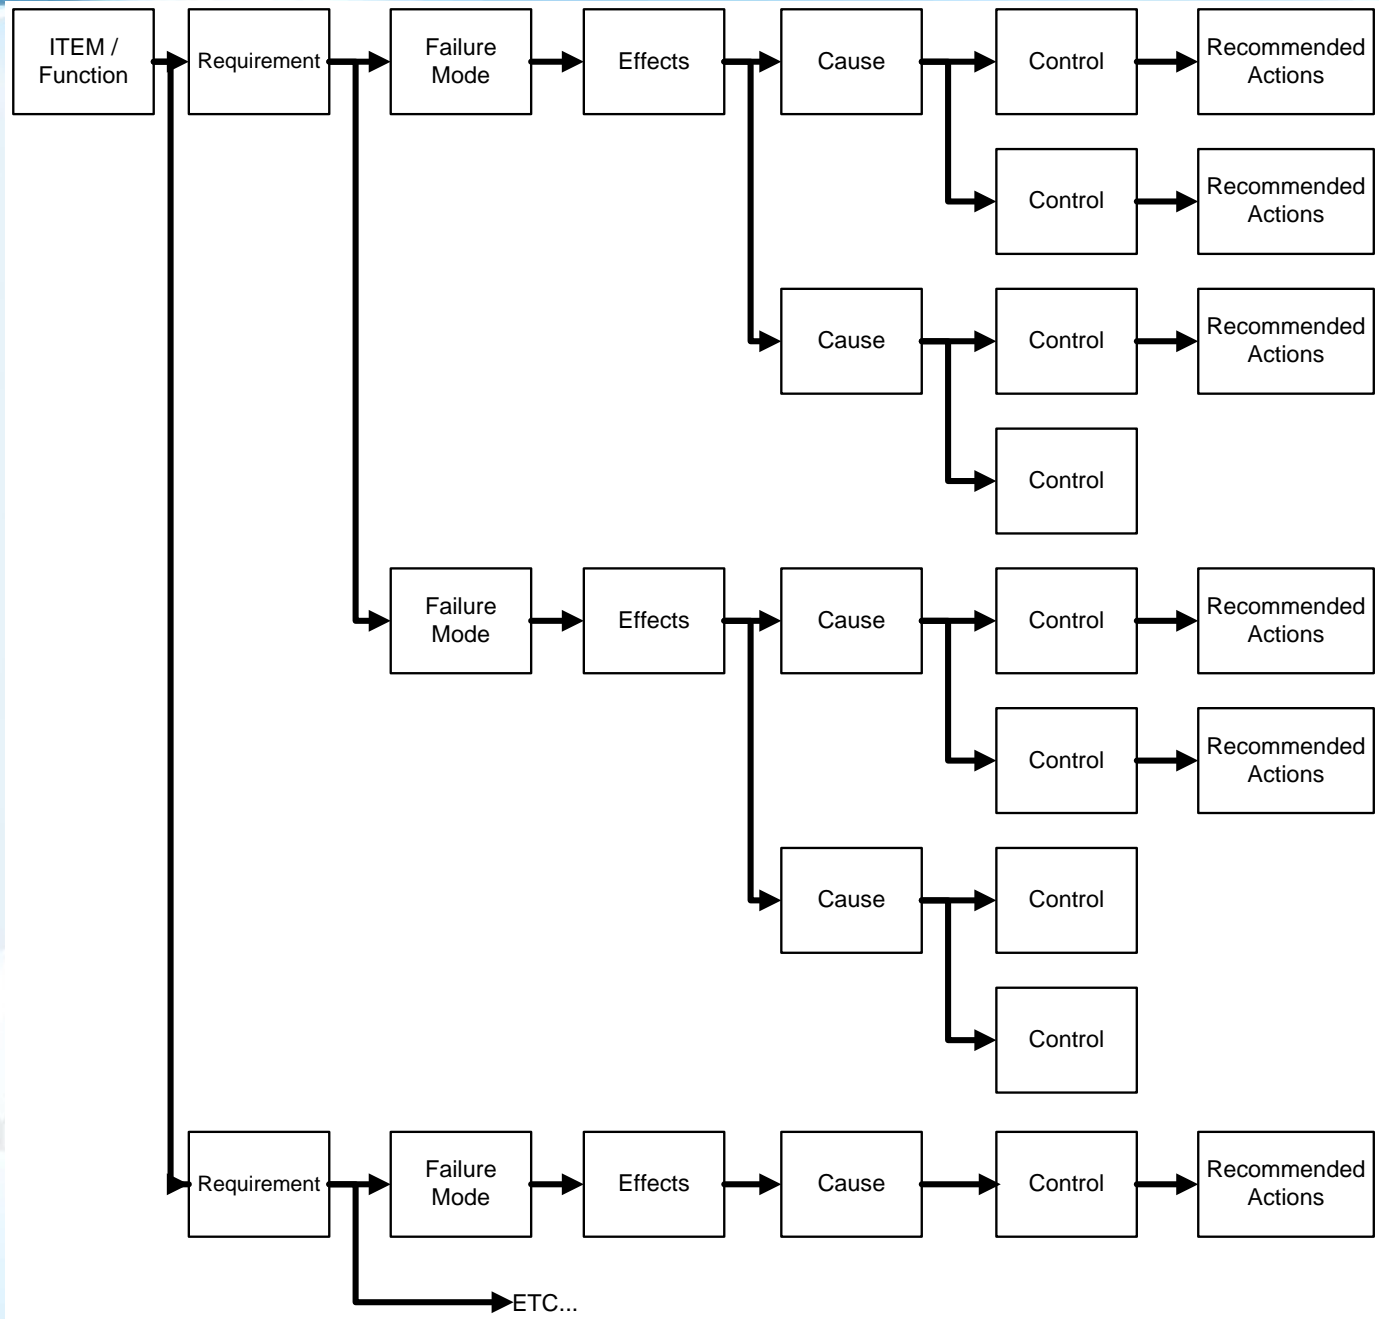 ITEM /
Function
Requirement
Failure
Mode
Effects
Cause
Control
Recommended
Actions
Control
Recommended
Actions
Cause
Control
Recommended
Actions
Control
Failure
Mode
Effects
Cause
Control
Recommended
Actions
Control
Recommended
Actions
Cause
Control
Control
Requirement
Failure
Mode
Effects
Cause
Control
Recommended
Actions
ETC...